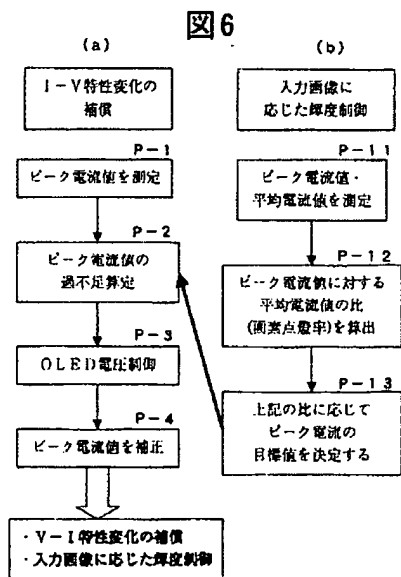 図6
(a)
I-V特性変化の
補償
P-1
ピーク電流値を測定
P-2
ピーク電流値の
過不足算定
P-3
OLED電圧制御
P-4
ピーク電流値を補正
・V-I特性変化の補償
・入力画像に応じた輝度制御
(b)
入力画像に
応じた輝度制御
P-11
ピーク電流値・
平均電流値を測定
P-12
ピーク電流値に対する
平均電流値の比
(画素点燈率)を算出
P-13
上記の比に応じて
ピーク電流の
目標値を決定する